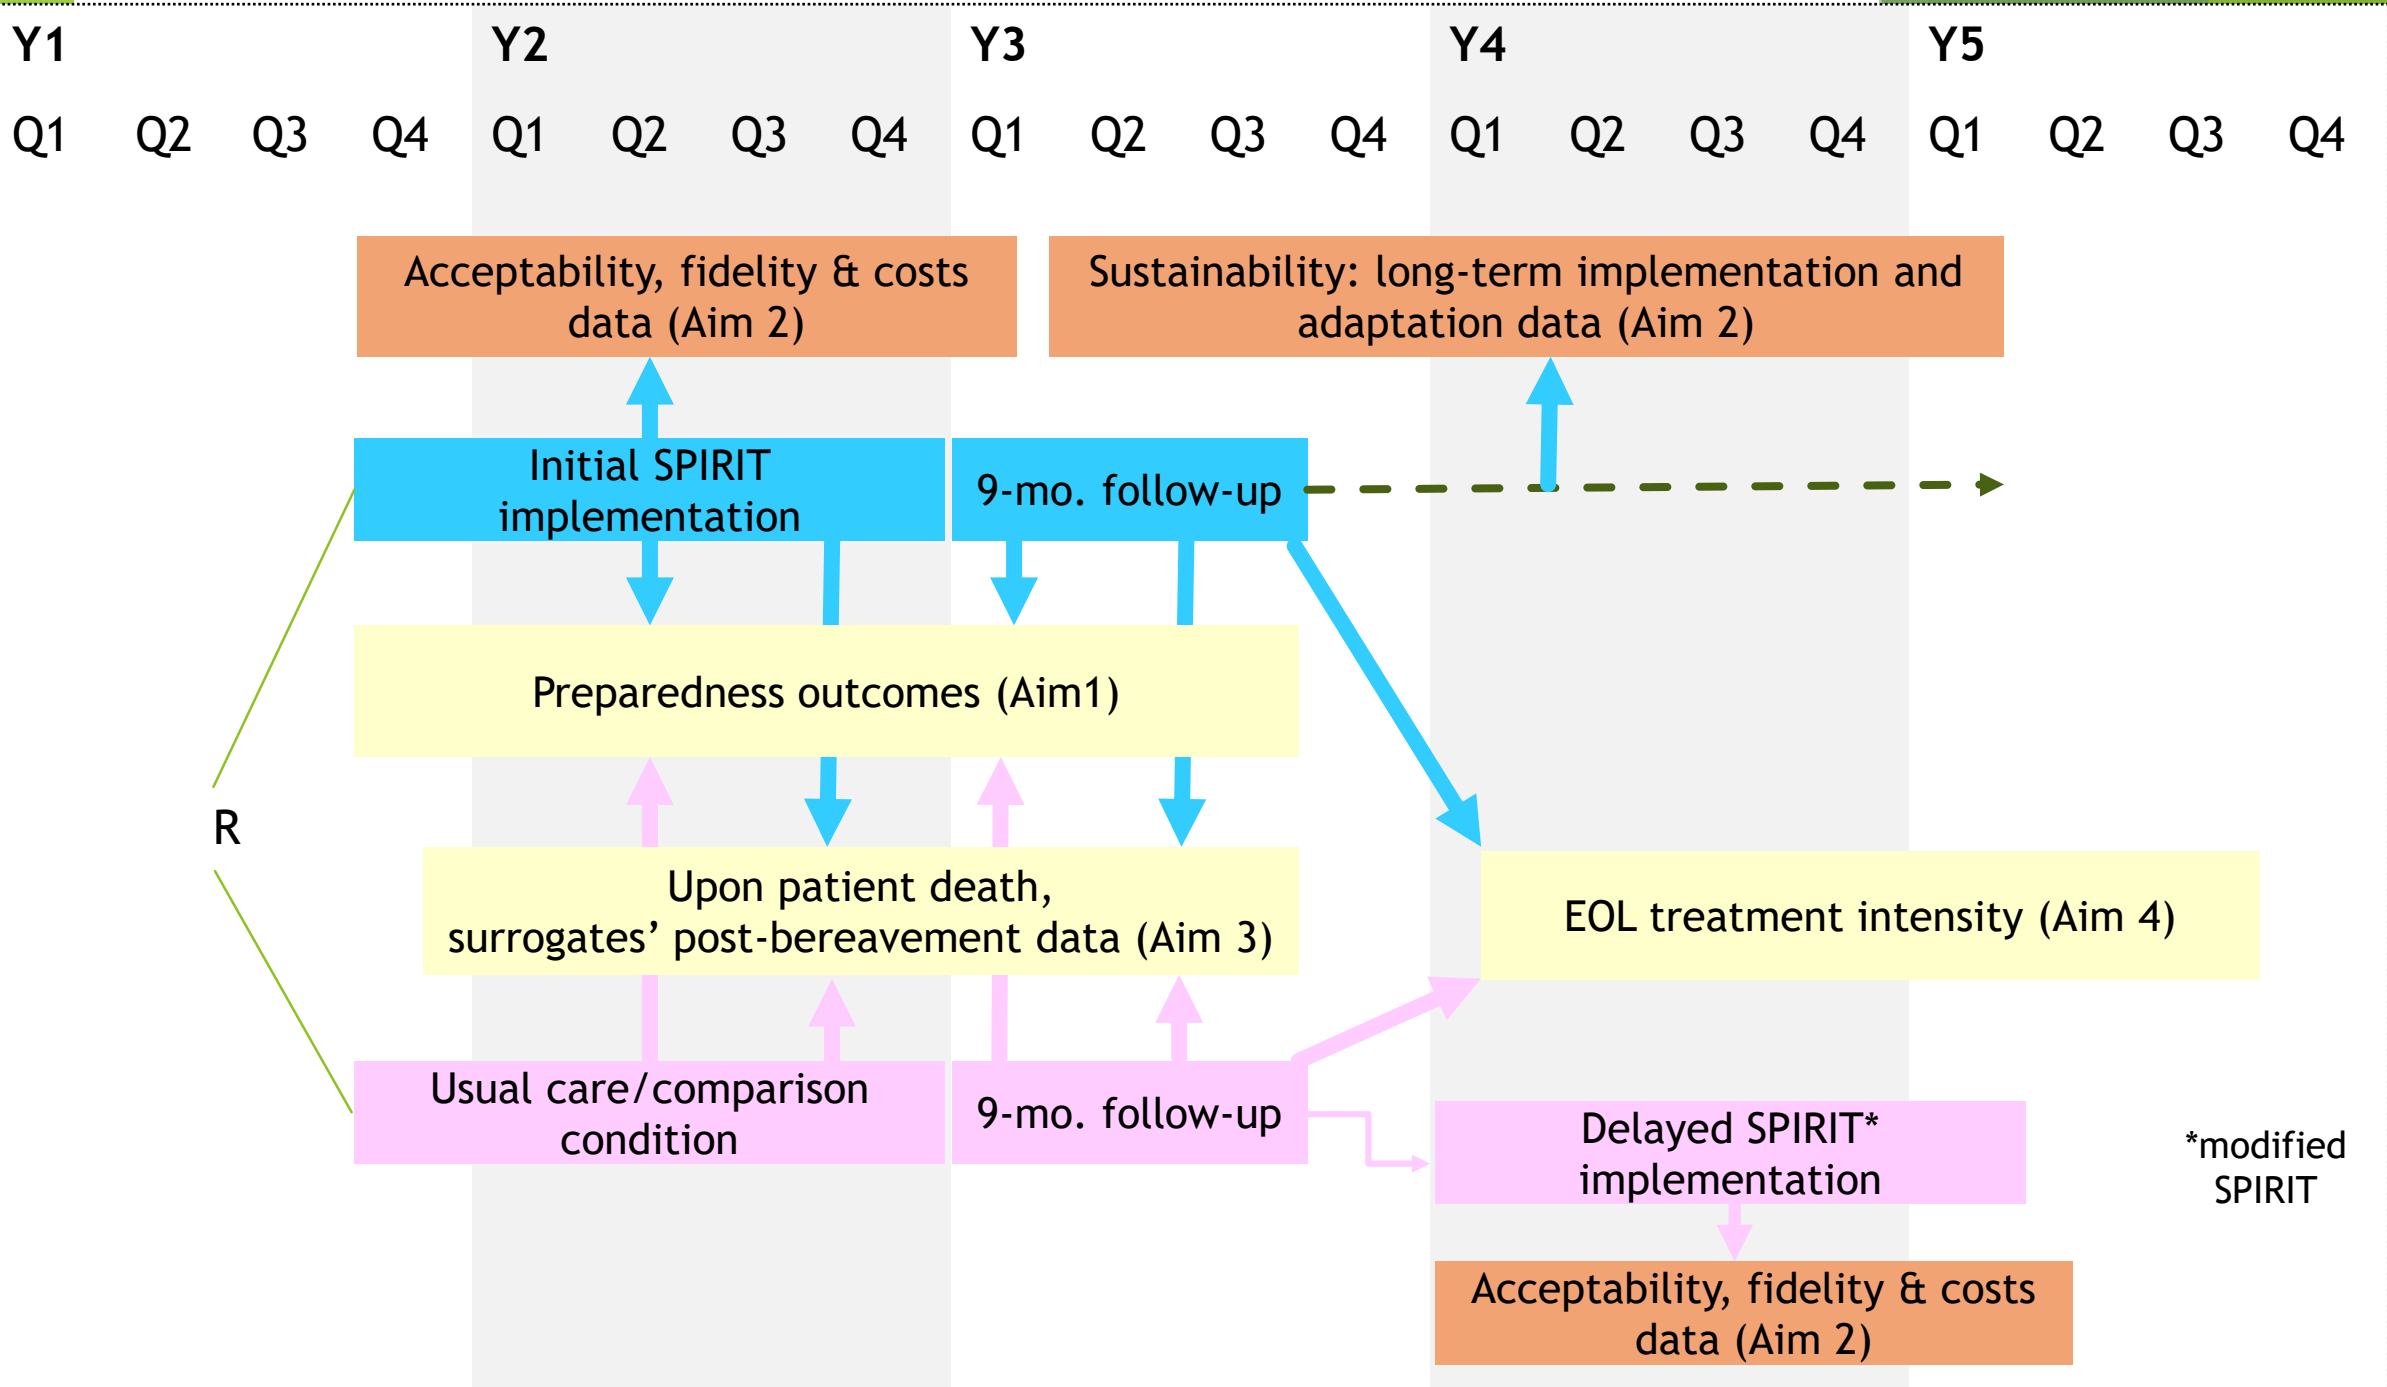 Y1 Y2 Y3 Y4 Y5
Q1 Q2 Q3 Q4 Q1 Q2 Q3 Q4 Q1 Q2 Q3 Q4 Q1 Q2 Q3 Q4 Q1 Q2 Q3 Q4
Acceptability, fidelity & costs
data (Aim 2)
Sustainability: long-term implementation and
adaptation data (Aim 2)
Initial SPIRIT
implementation
9-mo. follow-up
Preparedness outcomes (Aim1)
R
Upon patient death,
surrogates’ post-bereavement data (Aim 3)
EOL treatment intensity (Aim 4)
Usual care/comparison
condition
9-mo. follow-up
Delayed SPIRIT*
implementation
*modified
SPIRIT
Acceptability, fidelity & costs
data (Aim 2)